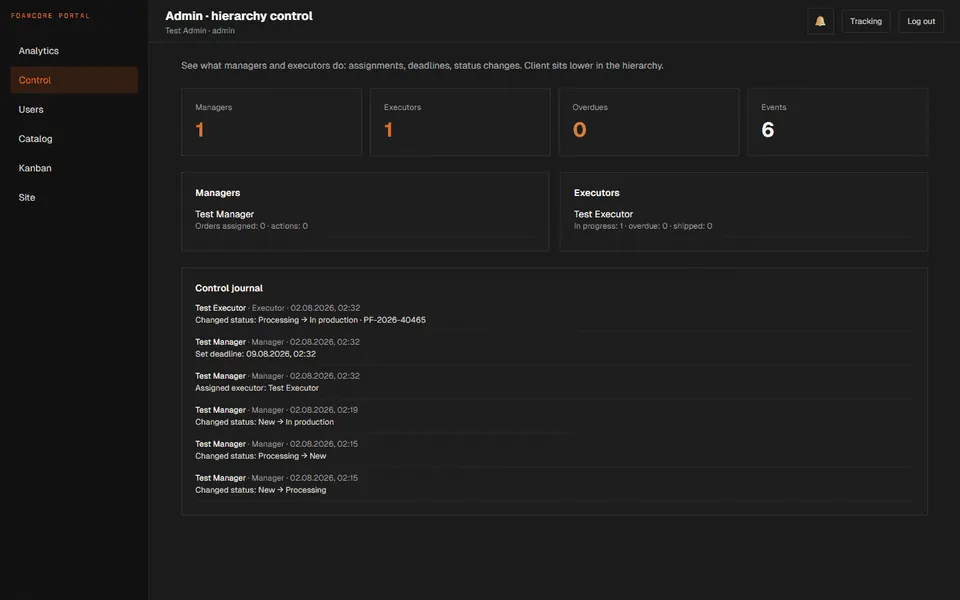 FOAMCORE PORTAL
Analytics
Control
Users
Catalog
Kanban
Site
Admin · hierarchy control
Test Admin · admin
Tracking
Log out
See what managers and executors do: assignments, deadlines, status changes. Client sits lower in the hierarchy.
Managers
1
Executors
1
Overdues
0
Events
6
Managers
Test Manager
Orders assigned: 0 · actions: 0
Executors
Test Executor
In progress: 1 · overdue: 0 · shipped: 0
Control journal
Test Executor · Executor · 02.08.2026, 02:32
Changed status: Processing → In production · PF-2026-40465
Test Manager · Manager · 02.08.2026, 02:32
Set deadline: 09.08.2026, 02:32
Test Manager · Manager · 02.08.2026, 02:32
Assigned executor: Test Executor
Test Manager · Manager · 02.08.2026, 02:19
Changed status: New → In production
Test Manager · Manager · 02.08.2026, 02:15
Changed status: Processing → New
Test Manager · Manager · 02.08.2026, 02:15
Changed status: New → Processing